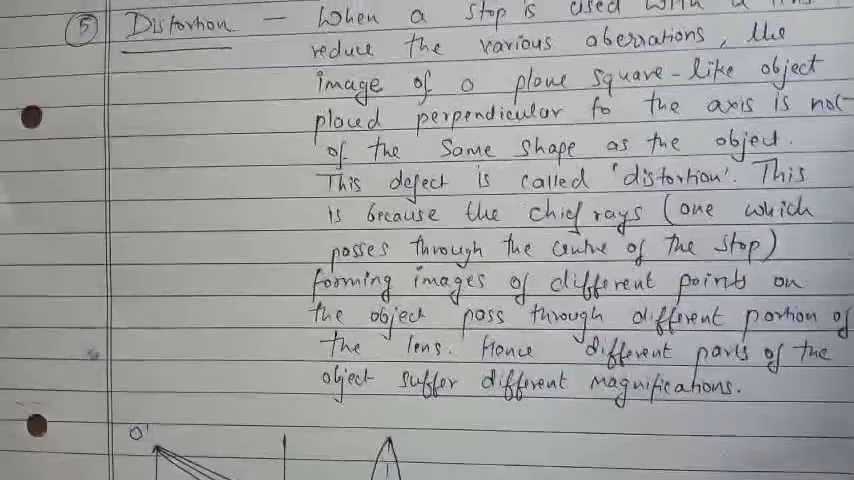 (5) Distortion - When a stop is used with a lens
reduce the various aberrations, the
image of a plane square-like object
placed perpendicular to the axis is not
of the same shape as the object.
This defect is called 'distortion'. This
is because the chief rays (one which
passes through the centre of the stop)
forming images of different points on
the object pass through different portion of
the lens. Hence different parts of the
object suffer different magnifications.
O'